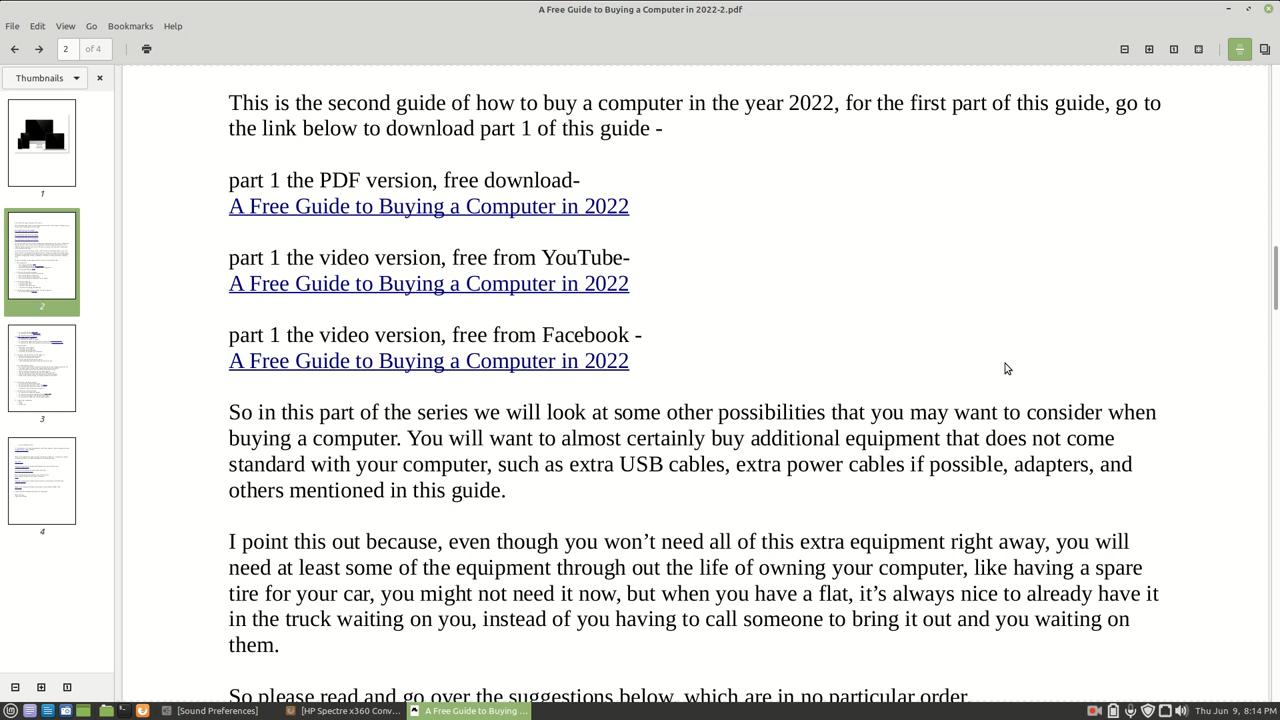 A Free Guide to Buying a Computer in 2022-2.pdf
File Edit View Go Bookmarks Help
2 of 4
Thumbnails
1
2
3
4
This is the second guide of how to buy a computer in the year 2022, for the first part of this guide, go to
the link below to download part 1 of this guide -
part 1 the PDF version, free download-
A Free Guide to Buying a Computer in 2022
part 1 the video version, free from YouTube-
A Free Guide to Buying a Computer in 2022
part 1 the video version, free from Facebook -
A Free Guide to Buying a Computer in 2022
So in this part of the series we will look at some other possibilities that you may want to consider when
buying a computer. You will want to almost certainly buy additional equipment that does not come
standard with your computer, such as extra USB cables, extra power cables if possible, adapters, and
others mentioned in this guide.
I point this out because, even though you won’t need all of this extra equipment right away, you will
need at least some of the equipment through out the life of owning your computer, like having a spare
tire for your car, you might not need it now, but when you have a flat, it’s always nice to already have it
in the truck waiting on you, instead of you having to call someone to bring it out and you waiting on
them.
So please read and go over the suggestions below, which are in no particular order.
[Sound Preferences] [HP Spectre x360 Conv... A Free Guide to Buying ... Thu Jun 9, 8:14 PM